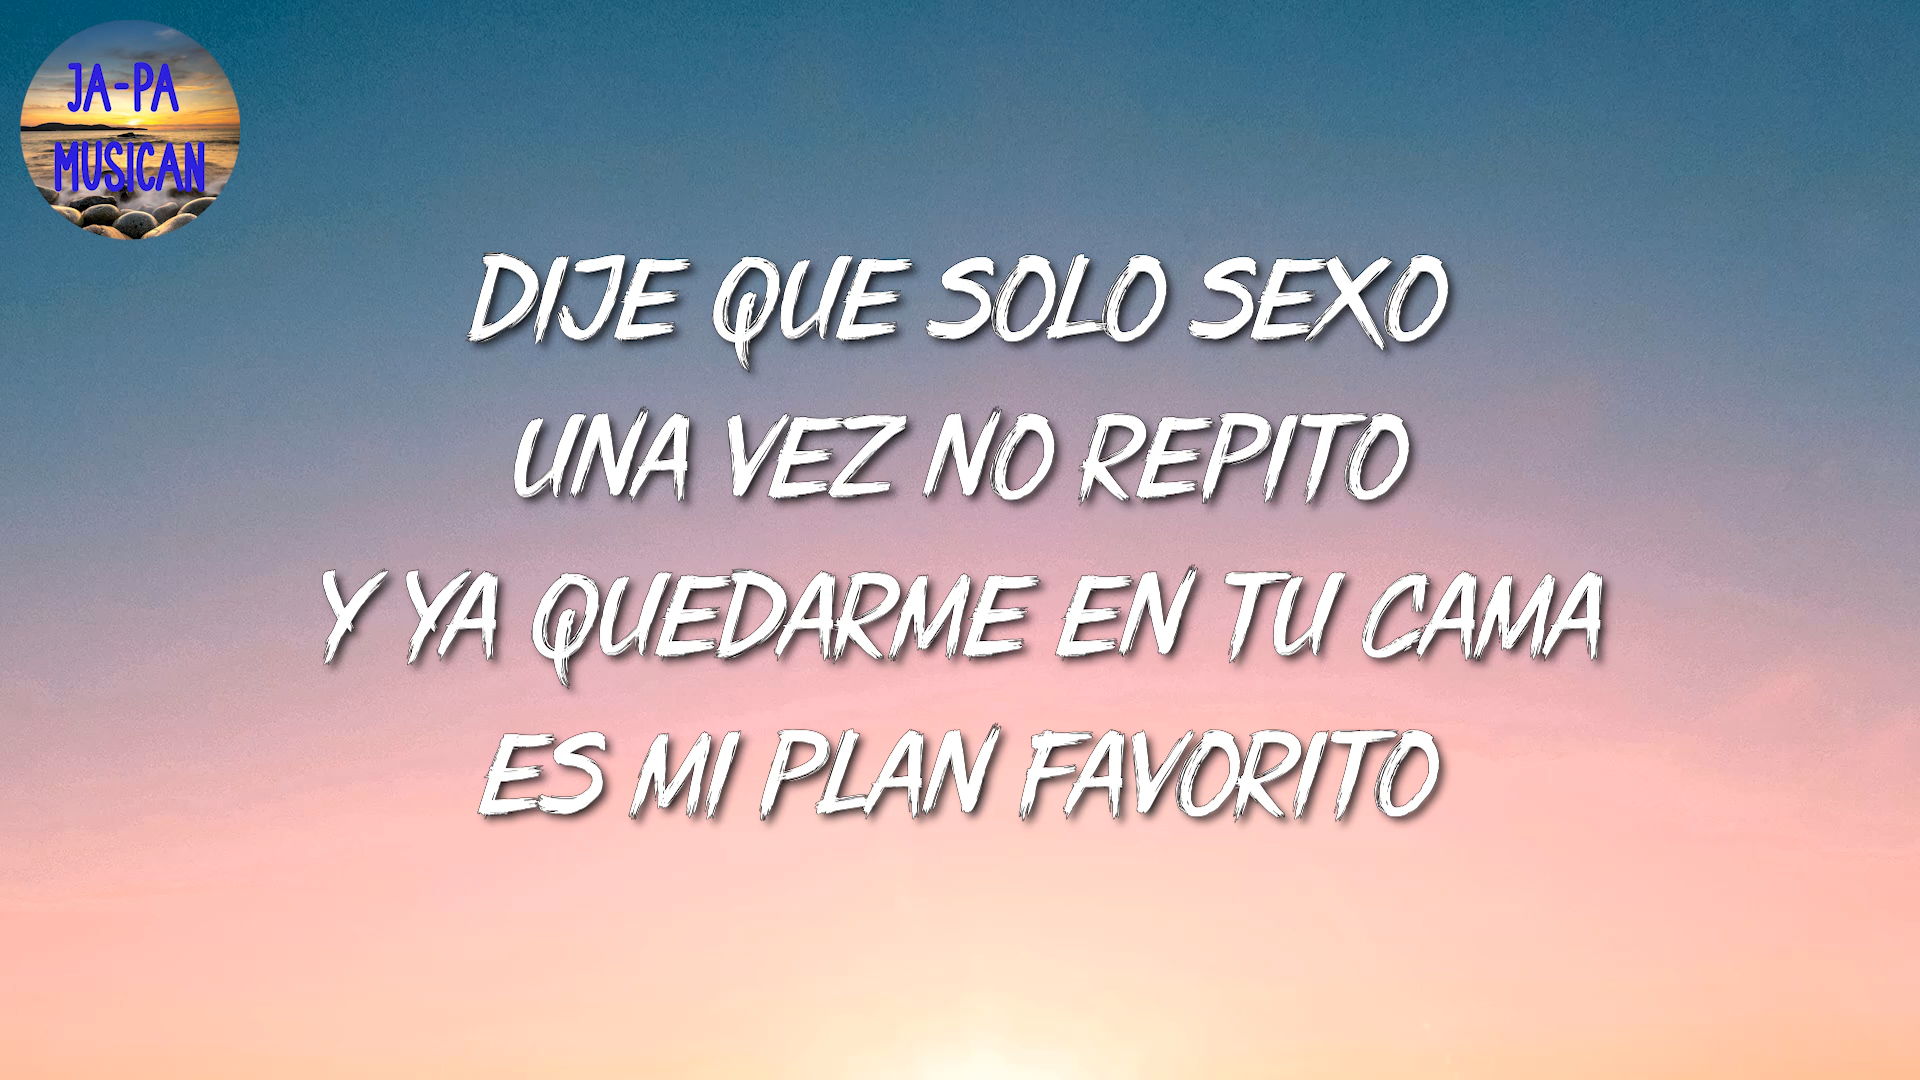 JA-PA
MUSICAN
DIJE QUE SOLO SEXO
UNA VEZ NO REPITO
Y YA QUEDARME EN TU CAMA
ES MI PLAN FAVORITO